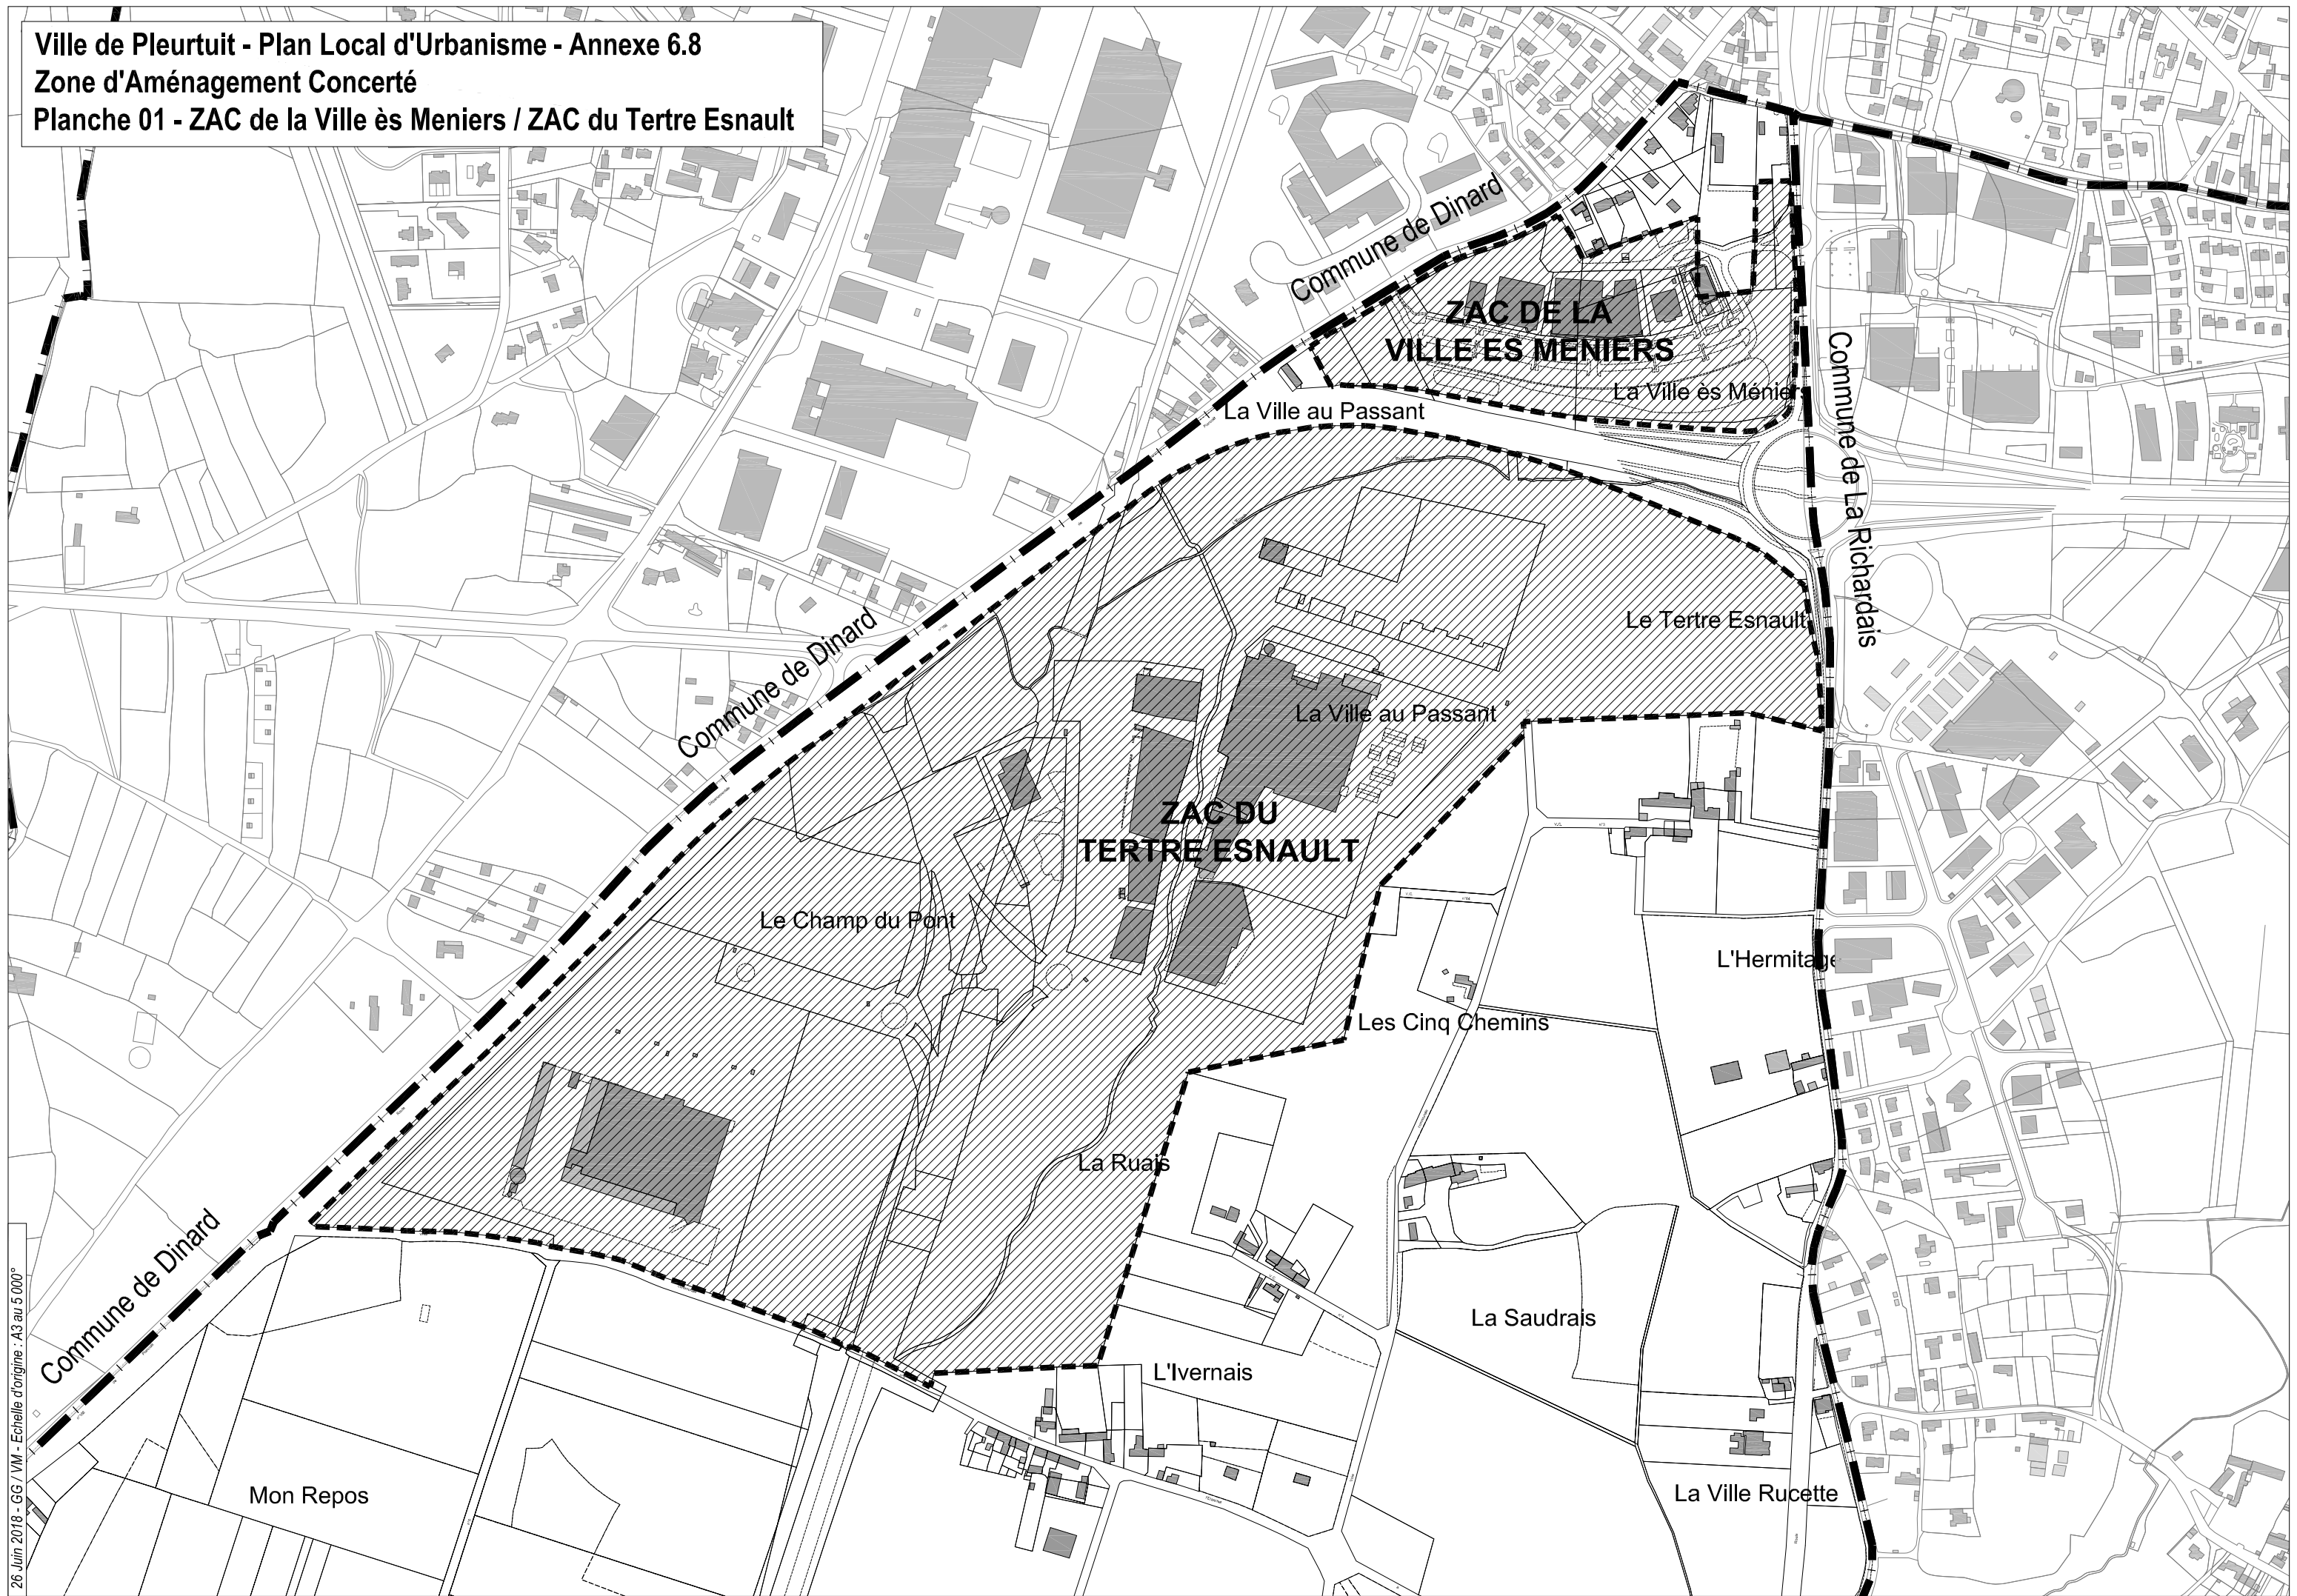 Ville de Pleurtuit - Plan Local d'Urbanisme - Annexe 6.8
Zone d'Aménagement Concerté
Planche 01 - ZAC de la Ville ès Meniers / ZAC du Tertre Esnault
Commune de Dinard
ZAC DE LA
VILLE ES MENIERS
La Ville ès Méniers
La Ville au Passant
Commune de La Richardais
Le Tertre Esnault
Commune de Dinard
La Ville au Passant
ZAC DU
TERTRE ESNAULT
Le Champ du Pont
L'Hermitage
Les Cinq Chemins
La Ruais
Commune de Dinard
La Saudrais
L'Ivernais
Mon Repos
La Ville Rucette
26 Juin 2018 - GG / VM - Echelle d'origine : A3 au 5 000°